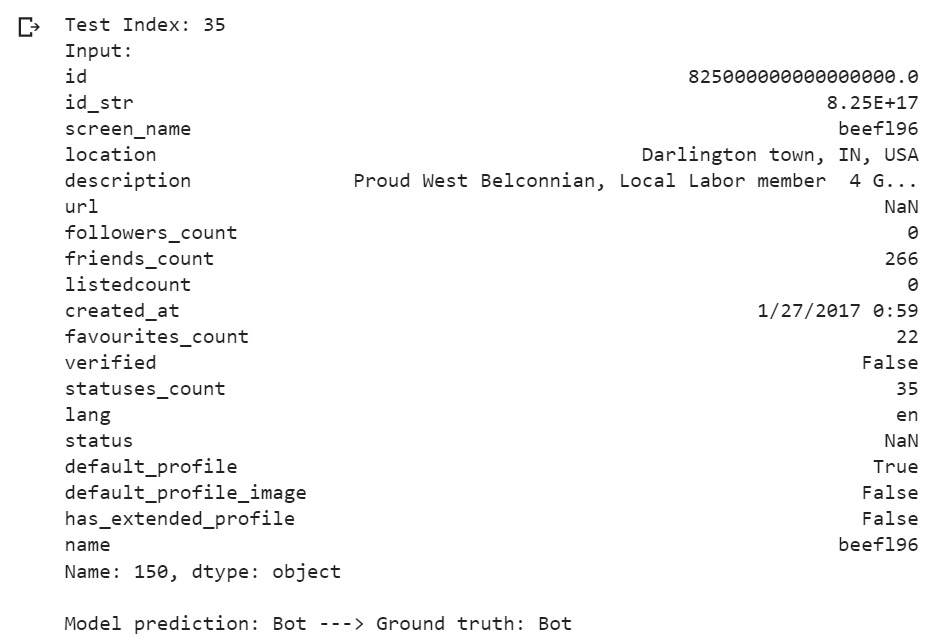 Test Index: 35
Input:
id 825000000000000000.0
id_str 8.25E+17
screen_name beefl96
location Darlington town, IN, USA
description Proud West Belconnian, Local Labor member  4 G...
url NaN
followers_count 0
friends_count 266
listedcount 0
created_at 1/27/2017 0:59
favourites_count 22
verified False
statuses_count 35
lang en
status NaN
default_profile True
default_profile_image False
has_extended_profile False
name beefl96
Name: 150, dtype: object
Model prediction: Bot ---> Ground truth: Bot